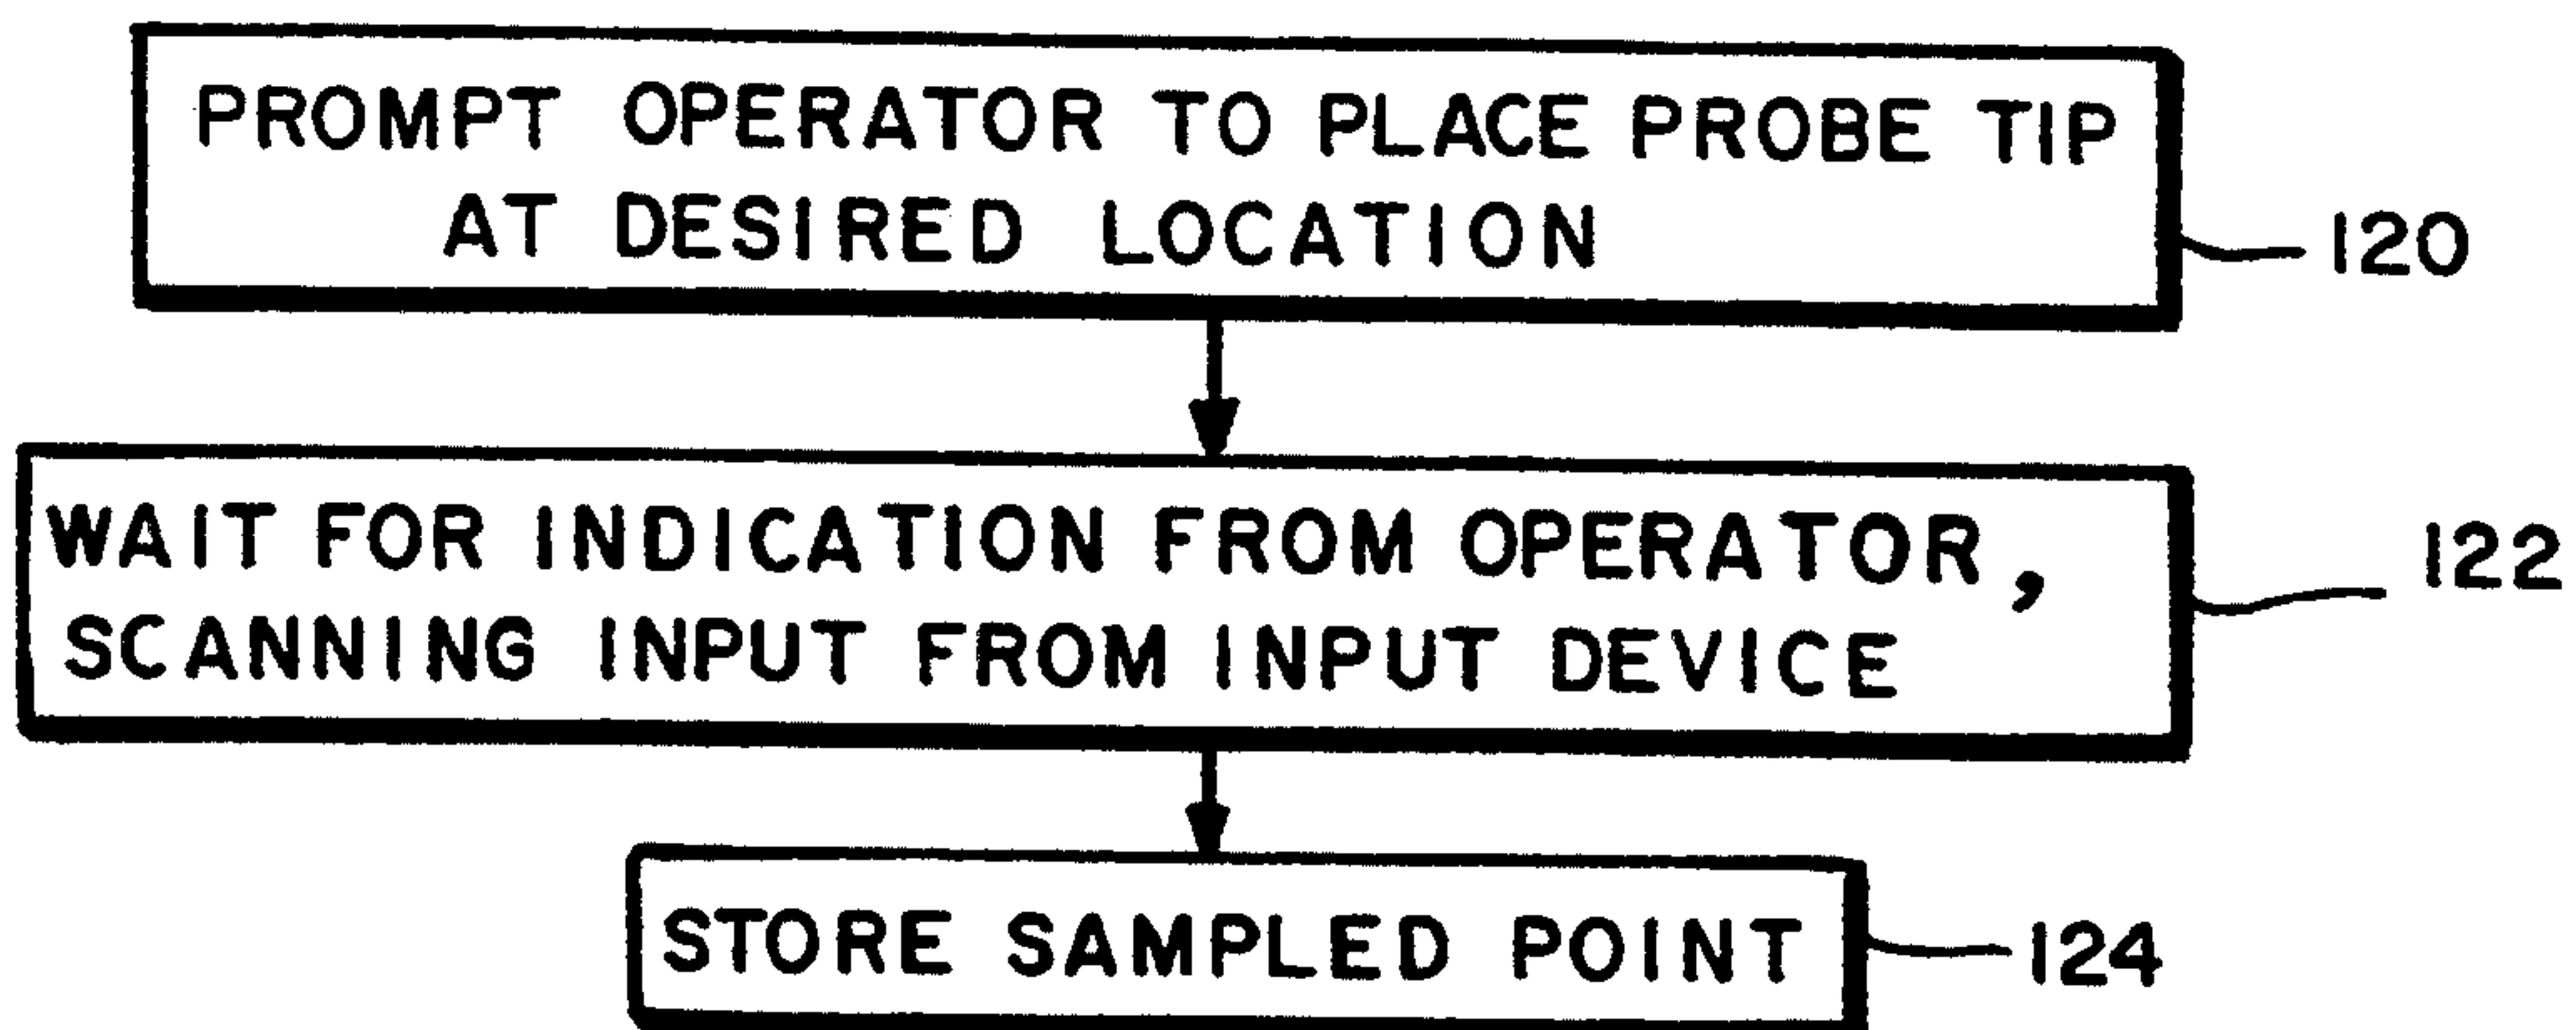 PROMPT OPERATOR TO PLACE PROBE TIP
AT DESIRED LOCATION
120
WAIT FOR INDICATION FROM OPERATOR,
SCANNING INPUT FROM INPUT DEVICE
122
STORE SAMPLED POINT
124